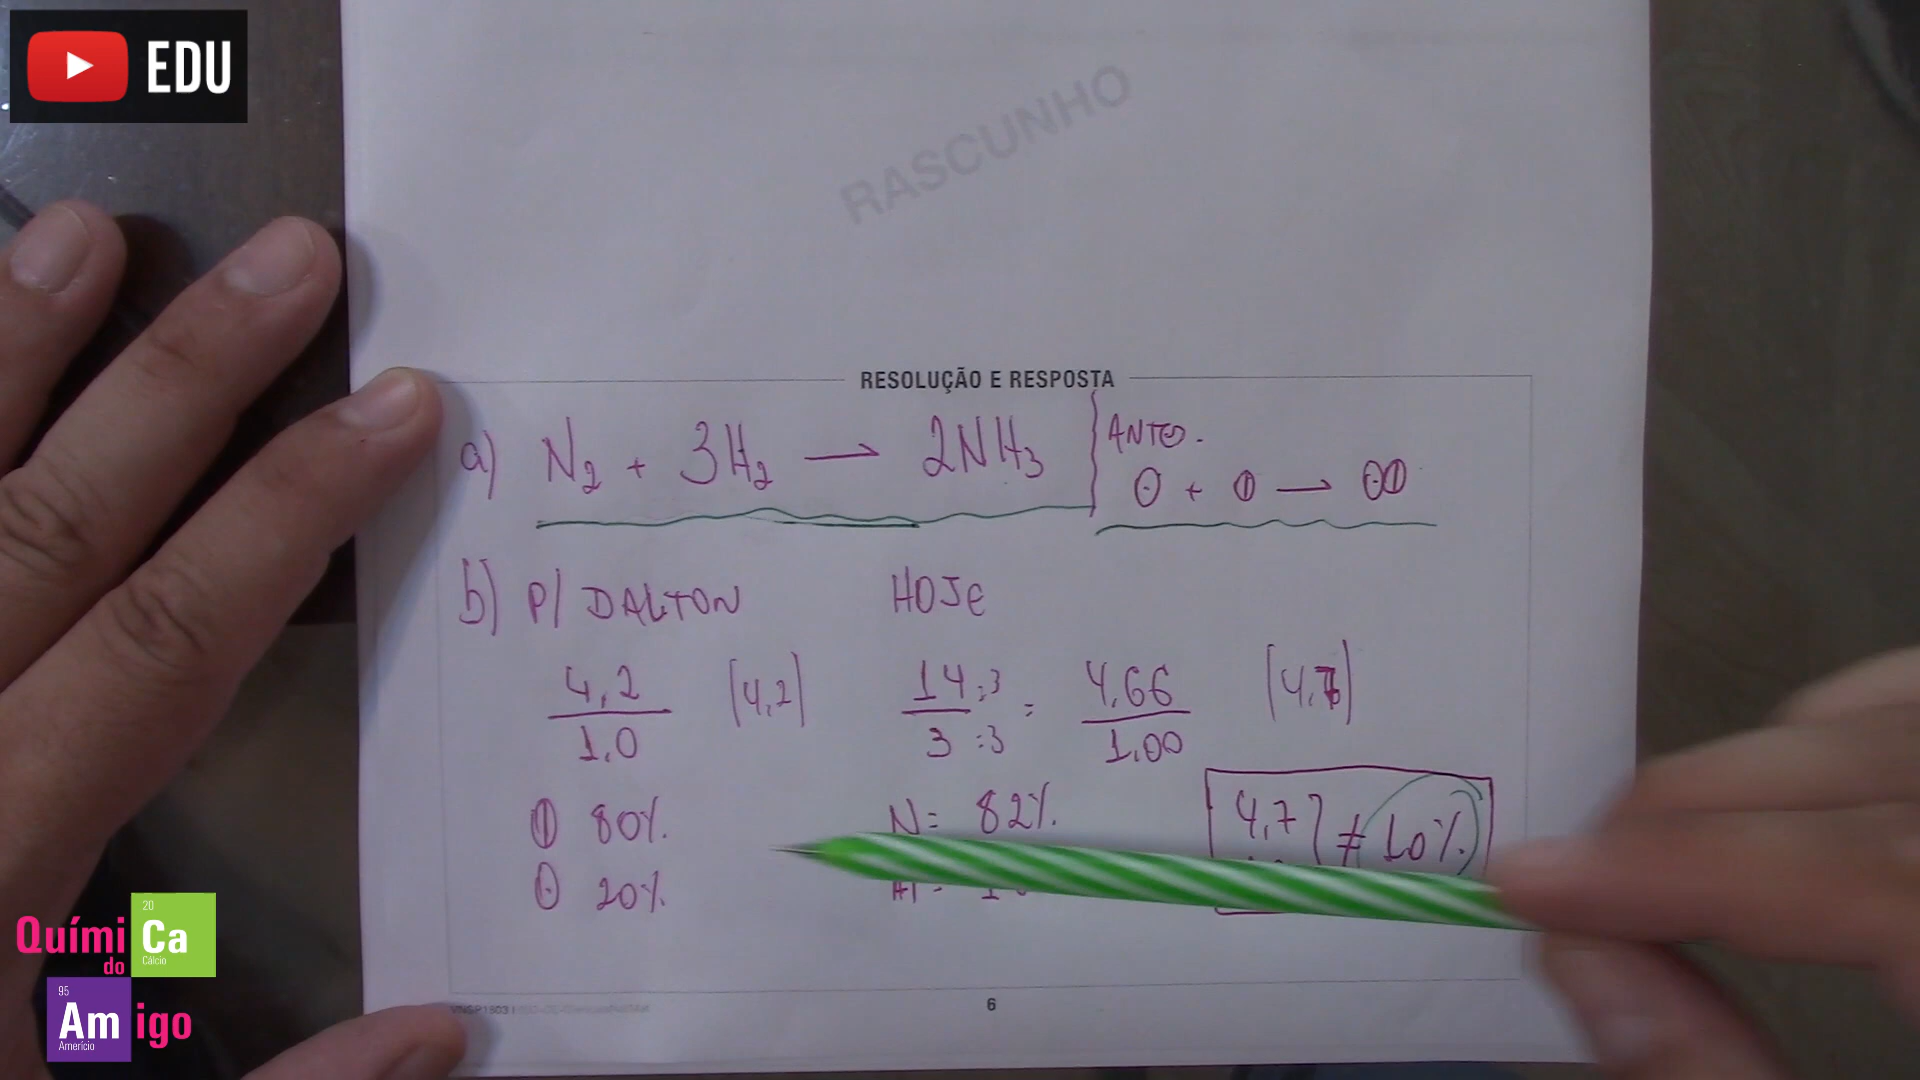 EDU
RASCUNHO
RESOLUÇÃO E RESPOSTA
a) N2 + 3H2 → 2NH3
ANTO.
+ →
b) P/ DALTON HOJE
4,2 / 1,0 [4,2] 14 :3 / 3 :3 = 4,66 / 1,00 [4,7]
80% N= 82% 4,7 ≠ 10%
20% H =
20
Quími Ca
Cálcio
do
95
Am igo
Amerício
6